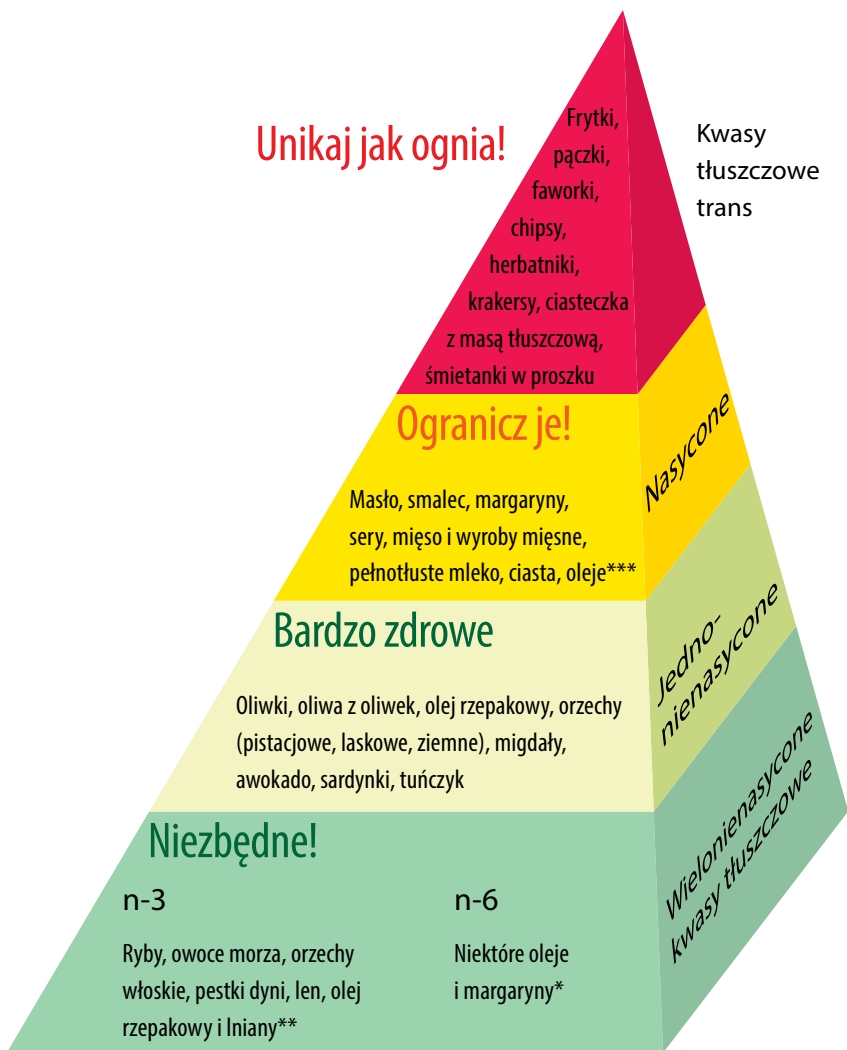 Unikaj jak ognia!
Frytki,
pączki,
faworki,
chipsy,
herbatniki,
krakersy, ciasteczka
z masą tłuszczową,
śmietanki w proszku
Kwasy
tłuszczowe
trans
Ogranicz je!
Masło, smalec, margaryny,
sery, mięso i wyroby mięsne,
pełnotłuste mleko, ciasta, oleje***
Nasycone
Bardzo zdrowe
Oliwki, oliwa z oliwek, olej rzepakowy, orzechy
(pistacjowe, laskowe, ziemne), migdały,
awokado, sardynki, tuńczyk
Jedno-
nienasycone
Niezbędne!
n-3
Ryby, owoce morza, orzechy
włoskie, pestki dyni, len, olej
rzepakowy i lniany**
n-6
Niektóre oleje
i margaryny*
Wielonienasycone
kwasy tłuszczowe